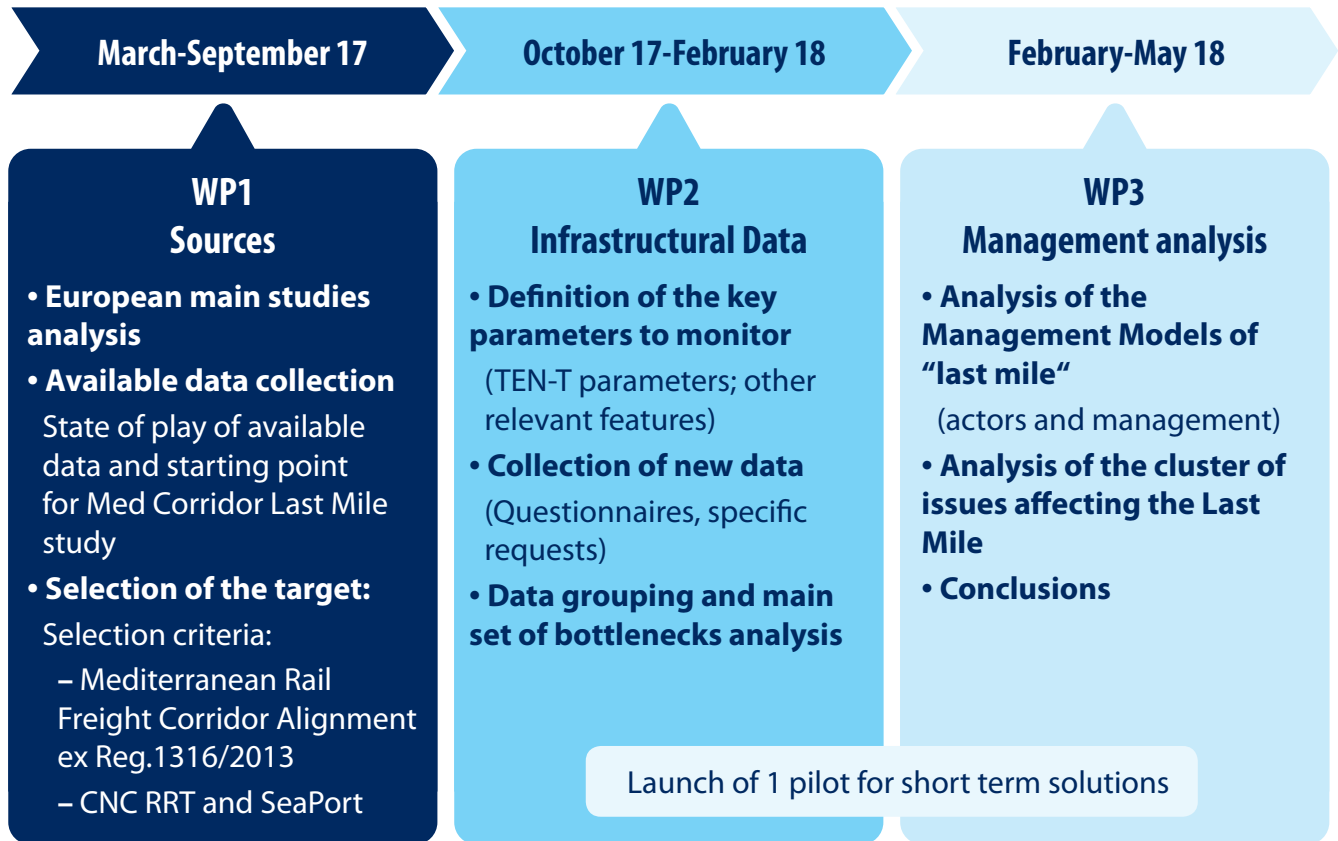 March-September 17
October 17-February 18
February-May 18
WP1
Sources
• European main studies
analysis
• Available data collection
State of play of available
data and starting point
for Med Corridor Last Mile
study
• Selection of the target:
Selection criteria:
– Mediterranean Rail
Freight Corridor Alignment
ex Reg.1316/2013
– CNC RRT and SeaPort
WP2
Infrastructural Data
• Definition of the key
parameters to monitor
(TEN-T parameters; other
relevant features)
• Collection of new data
(Questionnaires, specific
requests)
• Data grouping and main
set of bottlenecks analysis
WP3
Management analysis
• Analysis of the
Management Models of
“last mile“
(actors and management)
• Analysis of the cluster of
issues affecting the Last
Mile
• Conclusions
Launch of 1 pilot for short term solutions